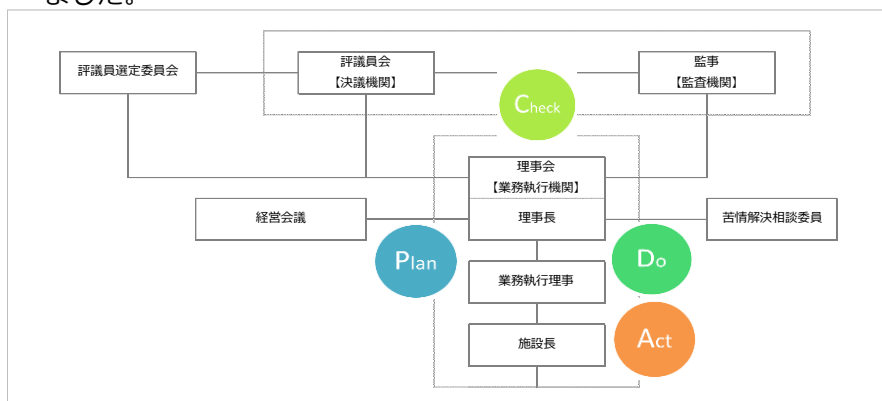 ました。
評議員選定委員会
評議員会
【決議機関】
監事
【監査機関】
Check
理事会
【業務執行機関】
経営会議
理事長
苦情解決相談委員
Plan
Do
業務執行理事
施設長
Act